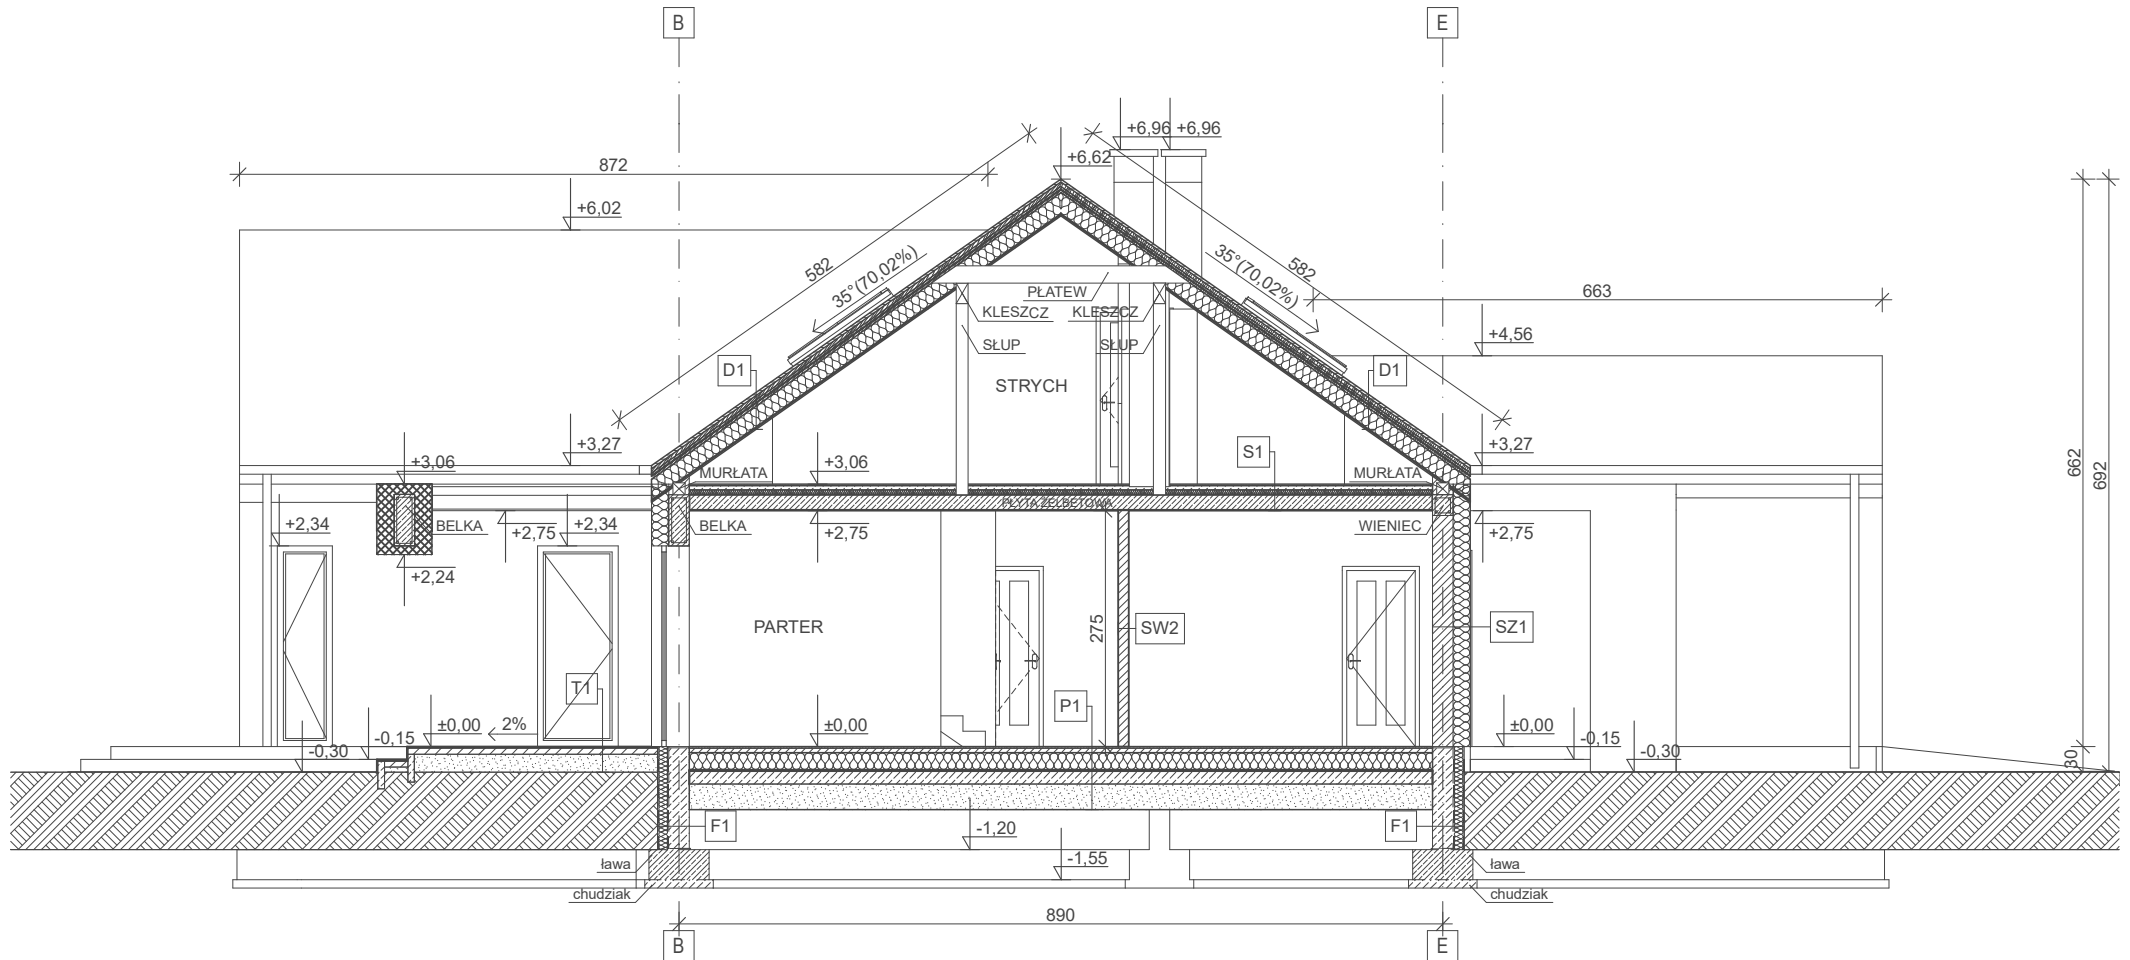 B
E
+6,96
+6,96
+6,62
872
+6,02
582
35°(70,02%)
35°(70,02%)
582
663
PŁATEW
KLESZCZ
KLESZCZ
+4,56
SŁUP
SŁUP
D1
STRYCH
D1
+3,27
+3,27
+3,06
MURŁATA
+3,06
S1
MURŁATA
662
692
PŁYTA ŻELBETOWA
+2,34
BELKA
+2,75
+2,34
BELKA
+2,75
WIENIEC
+2,75
+2,24
PARTER
275
SW2
SZ1
T1
P1
±0,00
2%
±0,00
±0,00
-0,30
-0,15
-0,15
-0,30
30
F1
-1,20
F1
ława
-1,55
ława
chudziak
chudziak
890
B
E